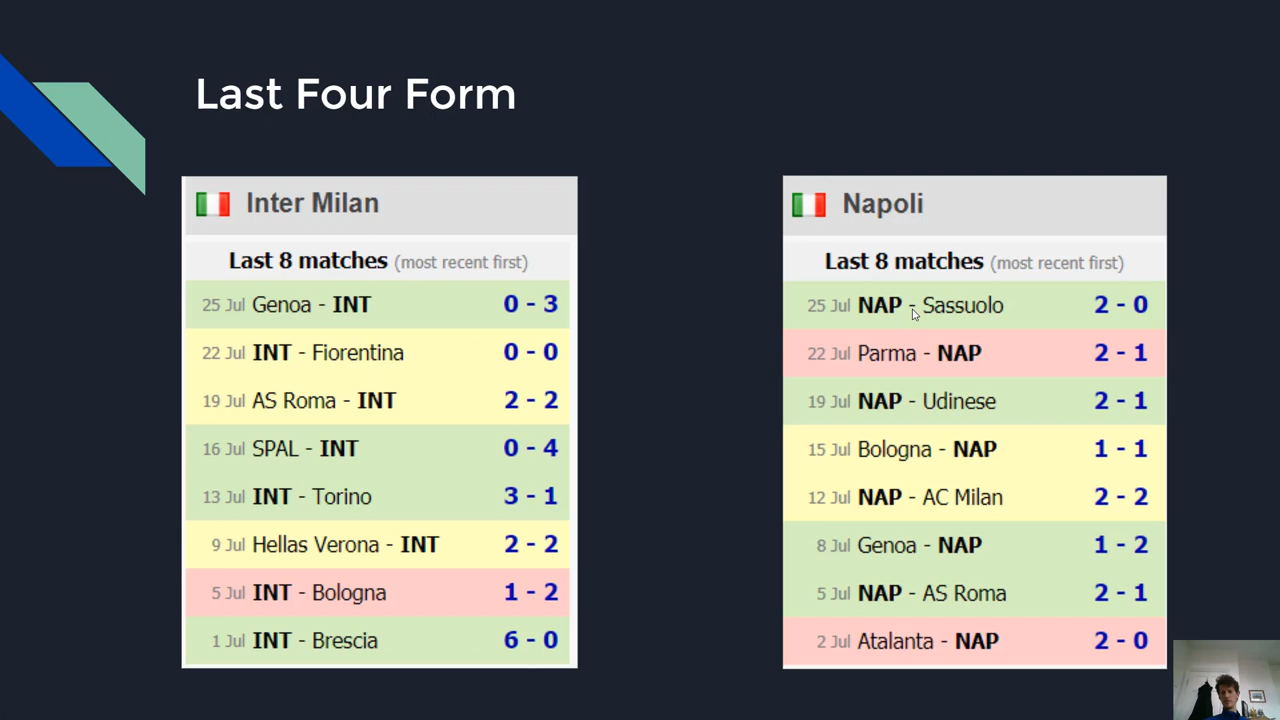 Last Four Form
Inter Milan
Last 8 matches (most recent first)
25 Jul Genoa - INT 0 - 3
22 Jul INT - Fiorentina 0 - 0
19 Jul AS Roma - INT 2 - 2
16 Jul SPAL - INT 0 - 4
13 Jul INT - Torino 3 - 1
9 Jul Hellas Verona - INT 2 - 2
5 Jul INT - Bologna 1 - 2
1 Jul INT - Brescia 6 - 0
Napoli
Last 8 matches (most recent first)
25 Jul NAP - Sassuolo 2 - 0
22 Jul Parma - NAP 2 - 1
19 Jul NAP - Udinese 2 - 1
15 Jul Bologna - NAP 1 - 1
12 Jul NAP - AC Milan 2 - 2
8 Jul Genoa - NAP 1 - 2
5 Jul NAP - AS Roma 2 - 1
2 Jul Atalanta - NAP 2 - 0